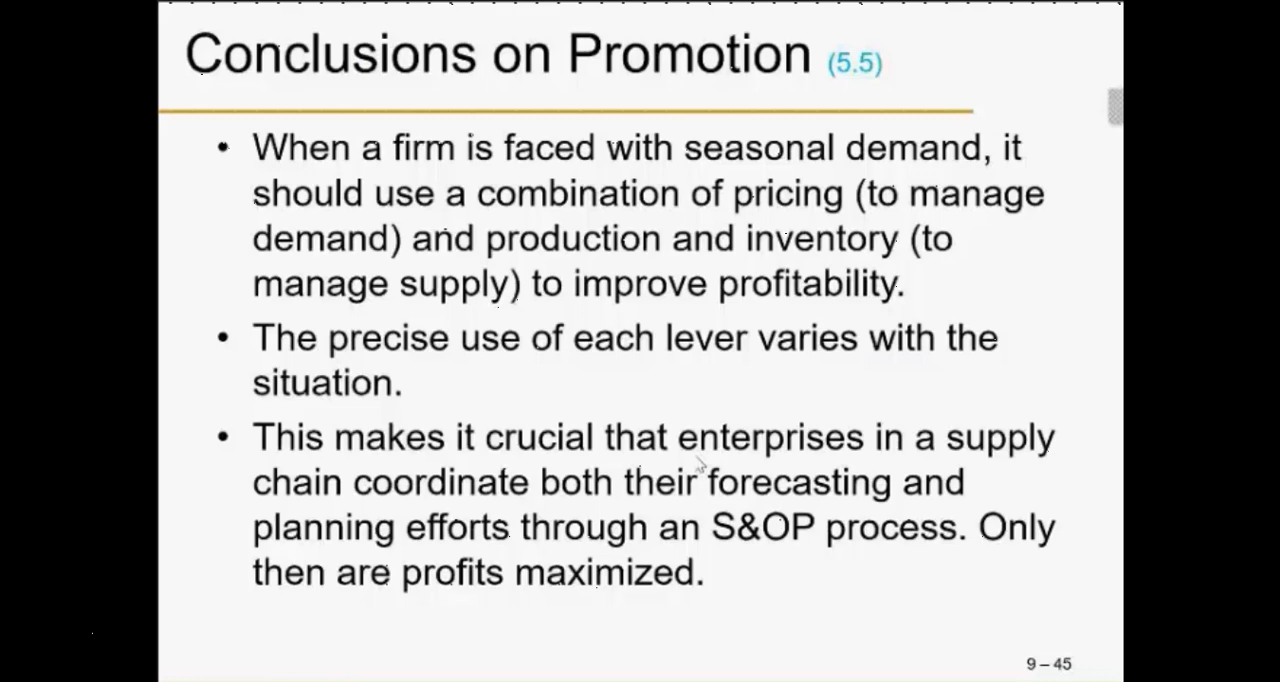 Conclusions on Promotion (5.5)
• When a firm is faced with seasonal demand, it
should use a combination of pricing (to manage
demand) and production and inventory (to
manage supply) to improve profitability.
• The precise use of each lever varies with the
situation.
• This makes it crucial that enterprises in a supply
chain coordinate both their forecasting and
planning efforts through an S&OP process. Only
then are profits maximized.
9 – 45